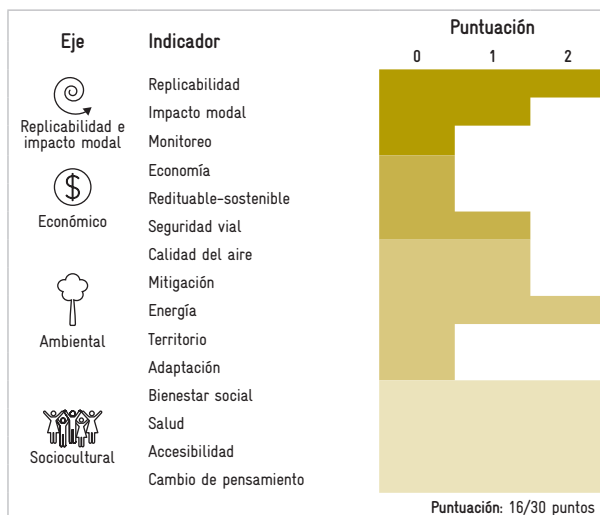 Eje
Indicador
Puntuación
0 1 2
Replicabilidad e
impacto modal
Replicabilidad
Impacto modal
Monitoreo
Económico
Economía
Redituable-sostenible
Seguridad vial
Ambiental
Calidad del aire
Mitigación
Energía
Territorio
Adaptación
Sociocultural
Bienestar social
Salud
Accesibilidad
Cambio de pensamiento
Puntuación: 16/30 puntos